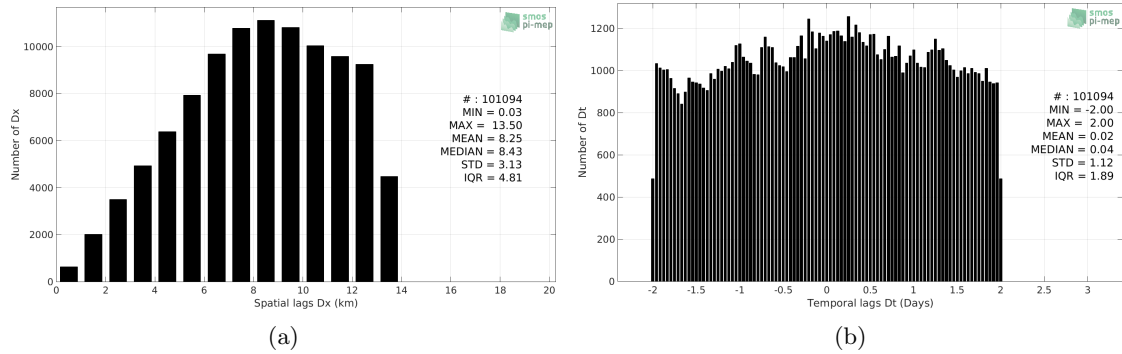 smos
pi-mep
Number of Dx
10000
8000
6000
4000
2000
0
# : 101094
MIN = 0.03
MAX = 13.50
MEAN = 8.25
MEDIAN = 8.43
STD = 3.13
IQR = 4.81
0 2 4 6 8 10 12 14 16 18 20
Spatial lags Dx (km)
(a)
smos
pi-mep
Number of Dt
1200
1000
800
600
400
200
0
# : 101094
MIN = -2.00
MAX = 2.00
MEAN = 0.02
MEDIAN = 0.04
STD = 1.12
IQR = 1.89
-2 -1.5 -1 -0.5 0 0.5 1 1.5 2 2.5 3
Temporal lags Dt (Days)
(b)